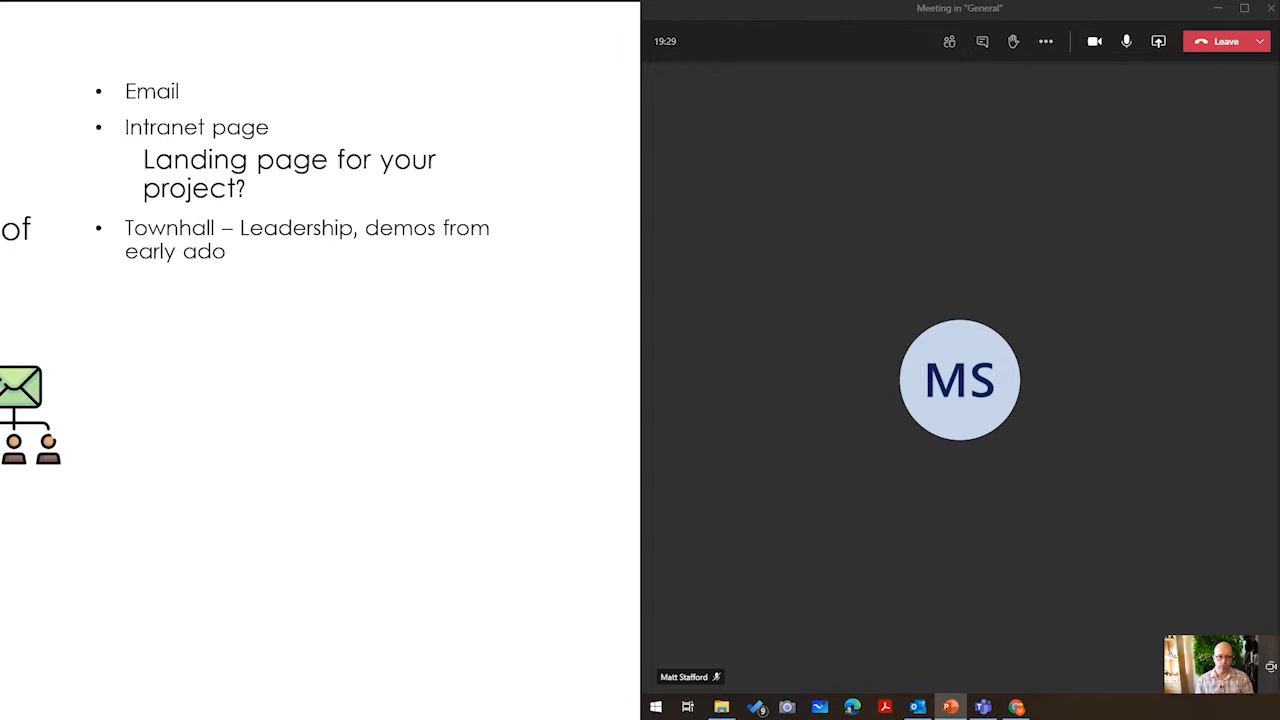 Meeting in "General"
19:29
Leave
• Email
• Intranet page
Landing page for your
project?
of
• Townhall – Leadership, demos from
early ado
MS
Matt Stafford
9